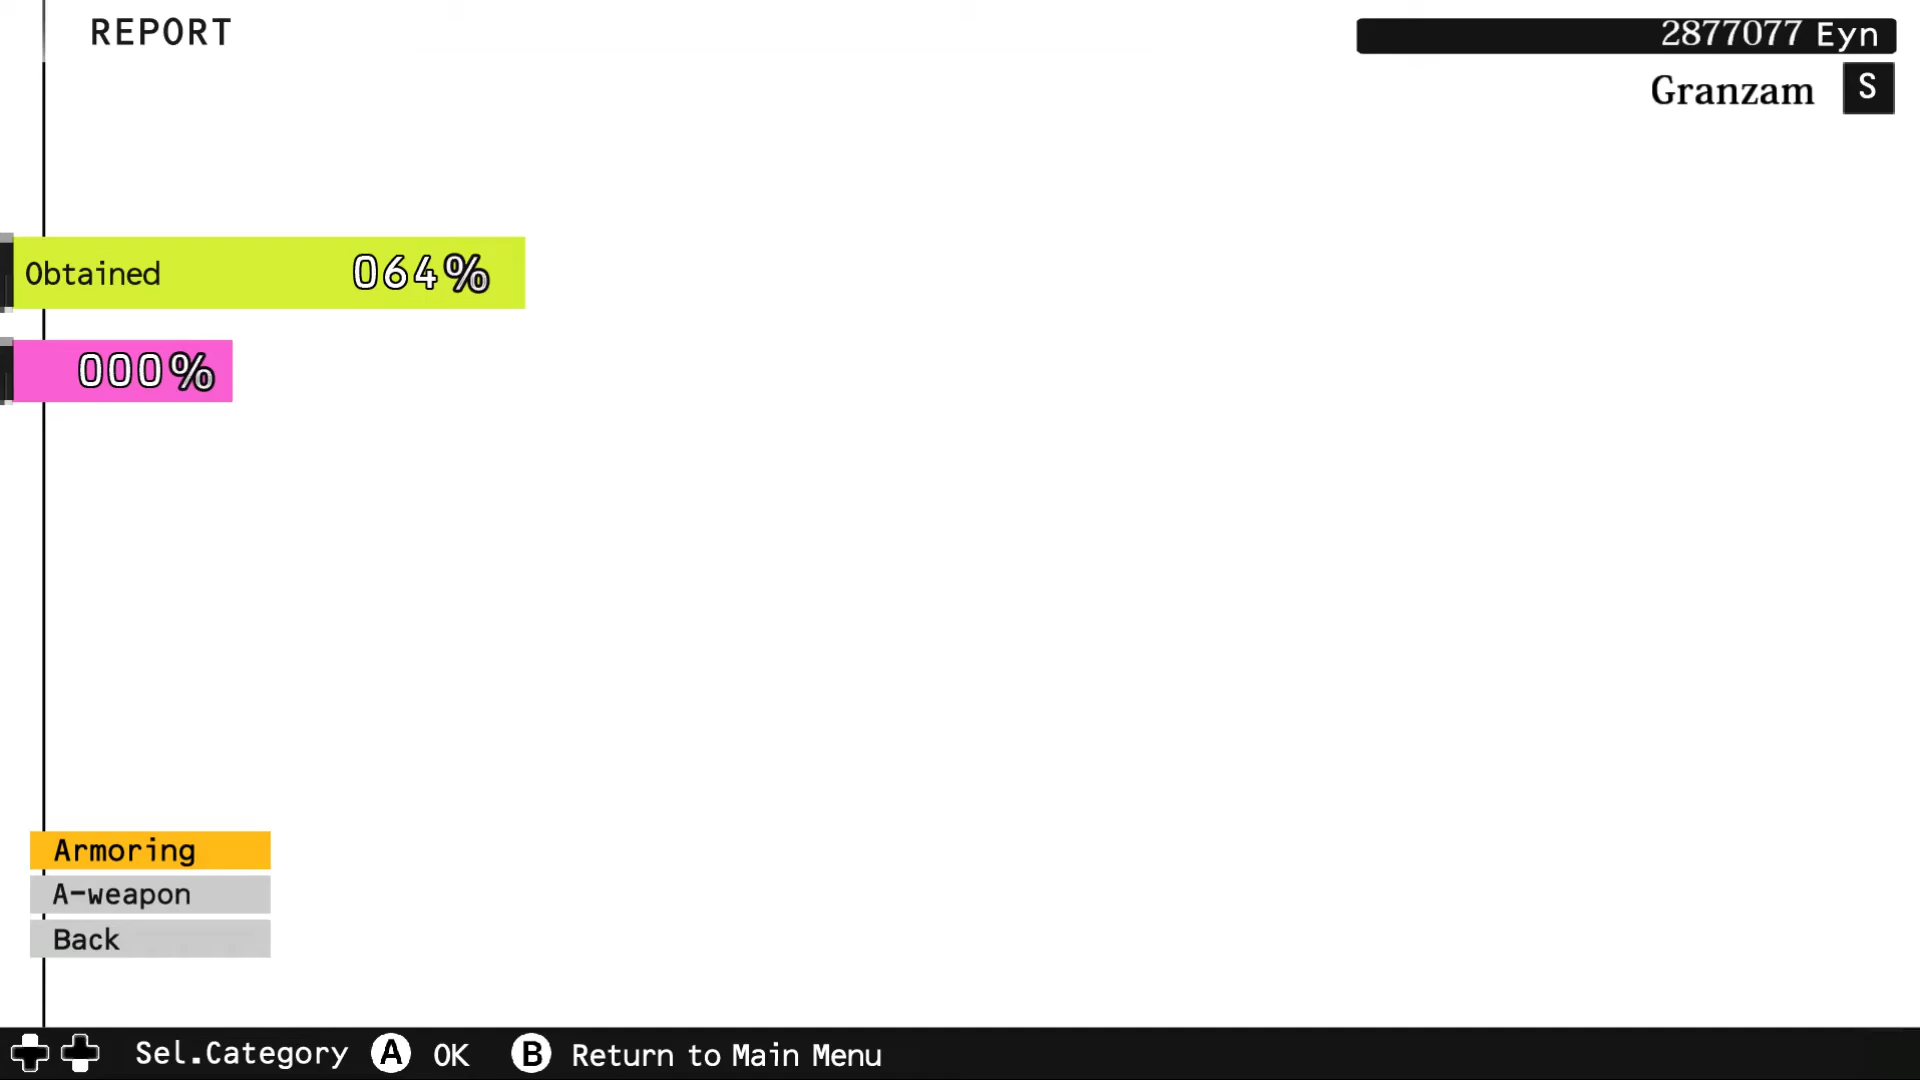 REPORT
2877077 Eyn
Granzam S
Obtained 064%
000%
Armoring
A-weapon
Back
Sel.Category A OK B Return to Main Menu